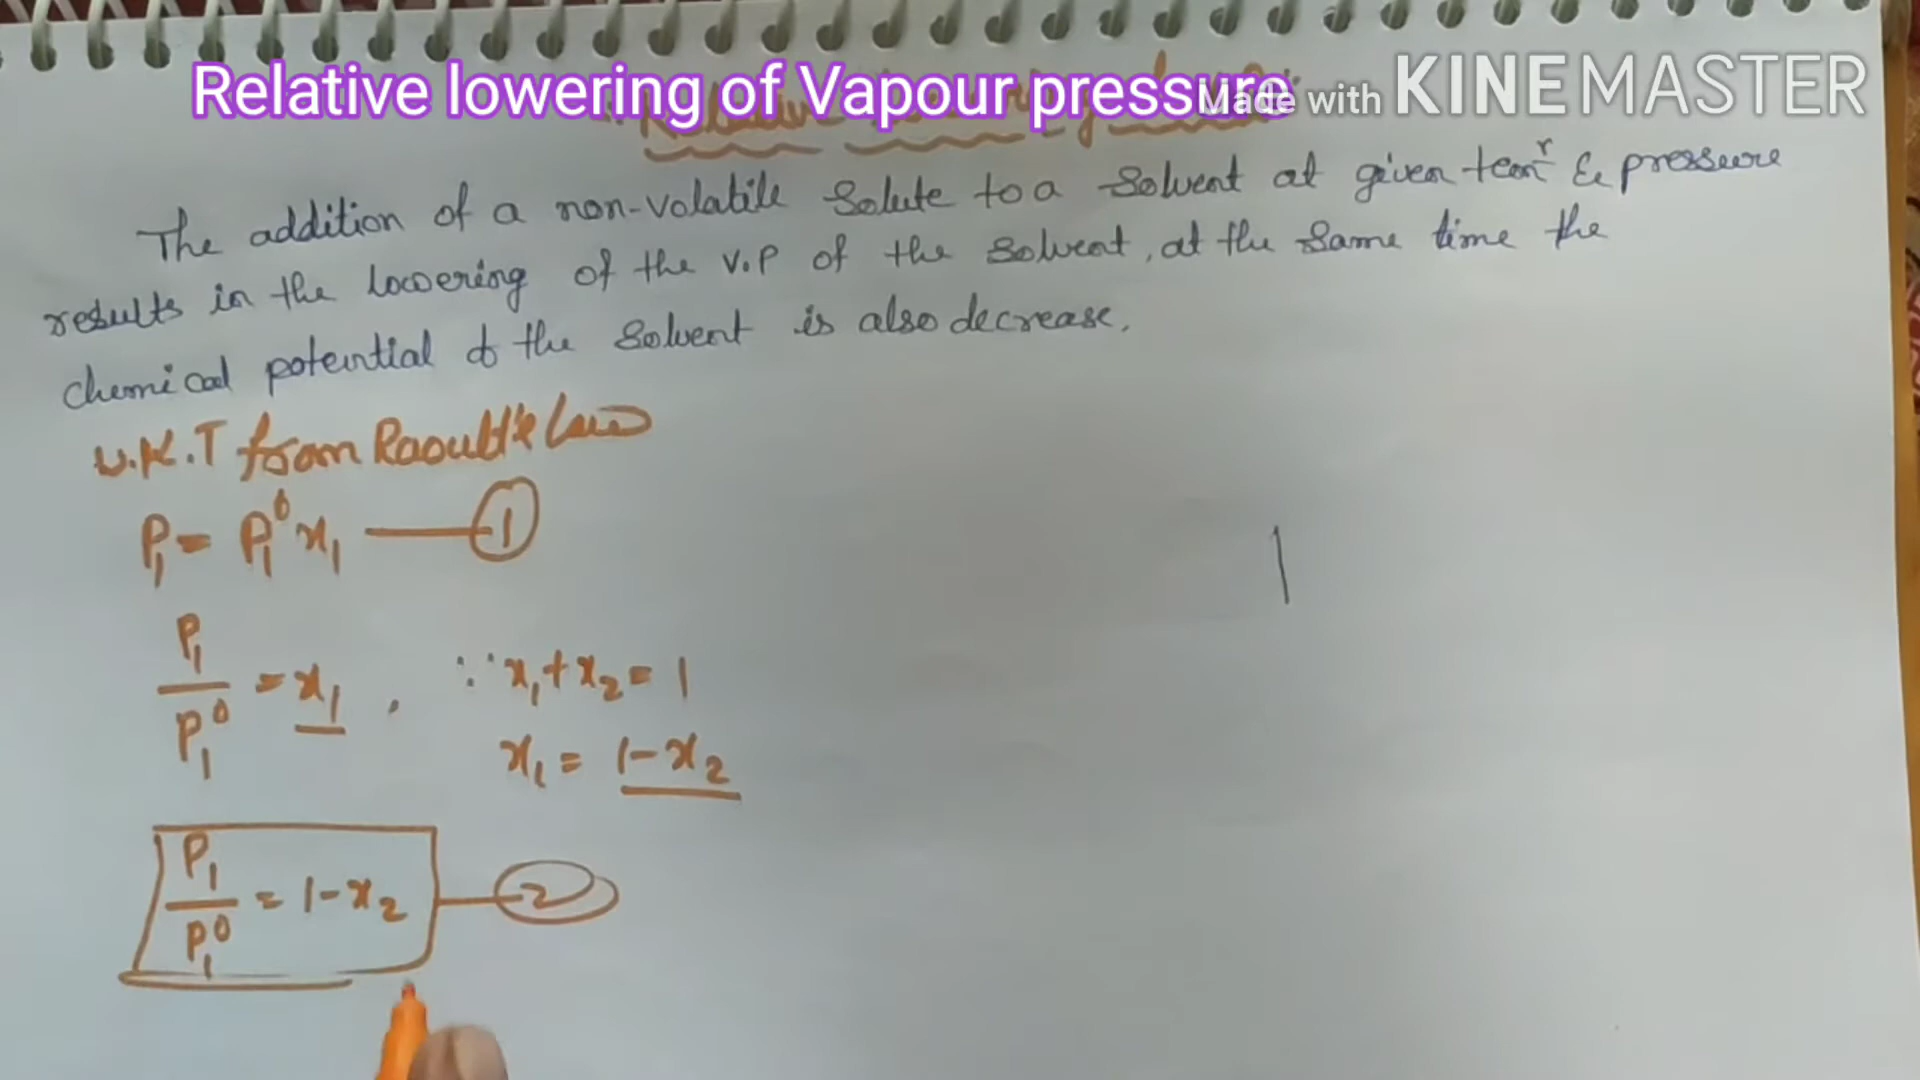 Relative lowering of Vapour pressure
Made with KINEMASTER
The addition of a non-volatile solute to a solvent at given tem^r & pressure
results in the lowering of the V.P of the solvent, at the same time the
chemical potential of the solvent is also decrease.
W.K.T from Raoult's Law
P₁ = P₁⁰ x₁ —— ①
P₁/P₁⁰ = x₁ , ∵ x₁ + x₂ = 1
x₁ = 1 - x₂
P₁/P₁⁰ = 1 - x₂ —— ②